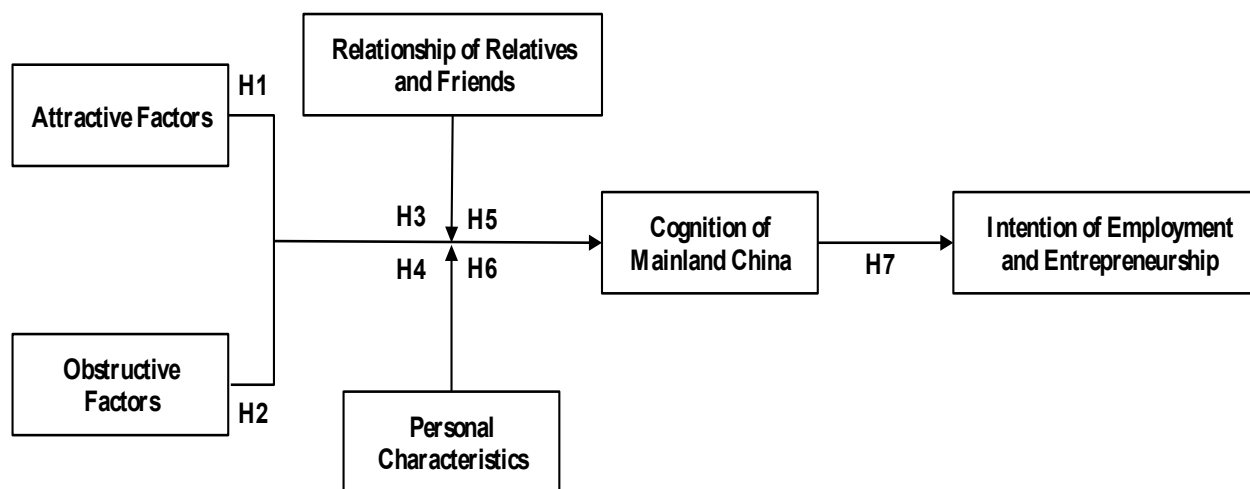 Relationship of Relatives
and Friends
H1
Attractive Factors
H3
H5
Cognition of
Mainland China
Intention of Employment
and Entrepreneurship
H4
H6
H7
Obstructive
Factors
H2
Personal
Characteristics